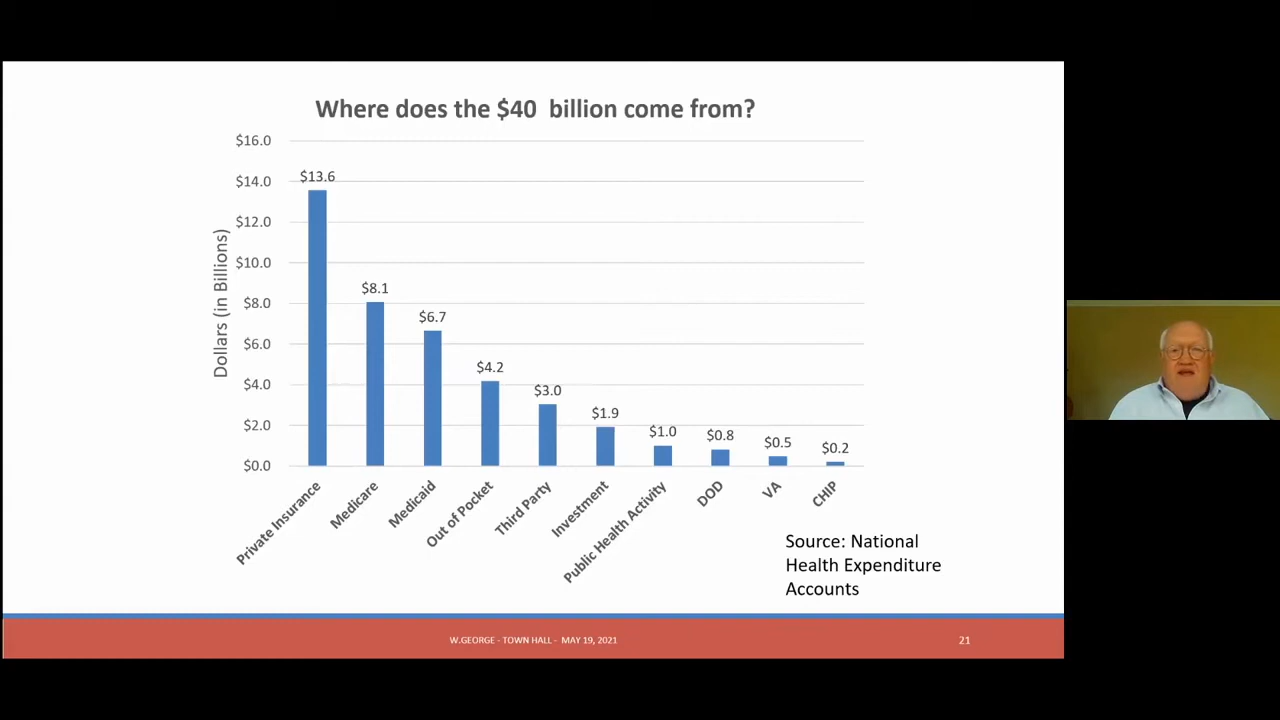 Where does the $40  billion come from?
$16.0
$14.0
$12.0
$10.0
$8.0
$6.0
$4.0
$2.0
$0.0
Dollars (in Billions)
$13.6
$8.1
$6.7
$4.2
$3.0
$1.9
$1.0
$0.8
$0.5
$0.2
Private Insurance
Medicare
Medicaid
Out of Pocket
Third Party
Investment
Public Health Activity
DOD
VA
CHIP
Source: National
Health Expenditure
Accounts
W.GEORGE - TOWN HALL -  MAY 19, 2021
21